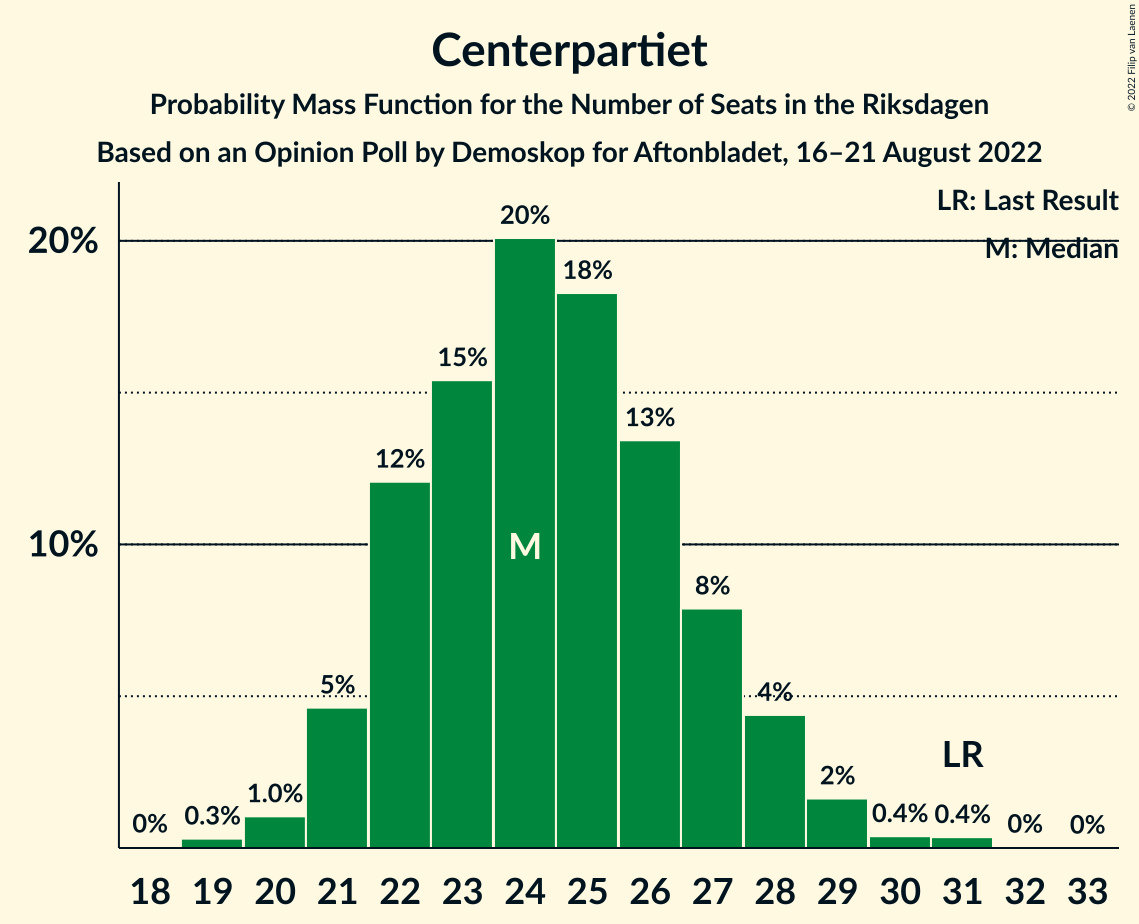 Centerpartiet
Probability Mass Function for the Number of Seats in the Riksdagen
Based on an Opinion Poll by Demoskop for Aftonbladet, 16–21 August 2022
© 2022 Filip van Laenen
LR: Last Result
M: Median
20%
10%
0%
0.3%
1.0%
5%
12%
15%
20%
18%
13%
8%
4%
2%
0.4%
0.4%
0%
0%
M
LR
18 19 20 21 22 23 24 25 26 27 28 29 30 31 32 33